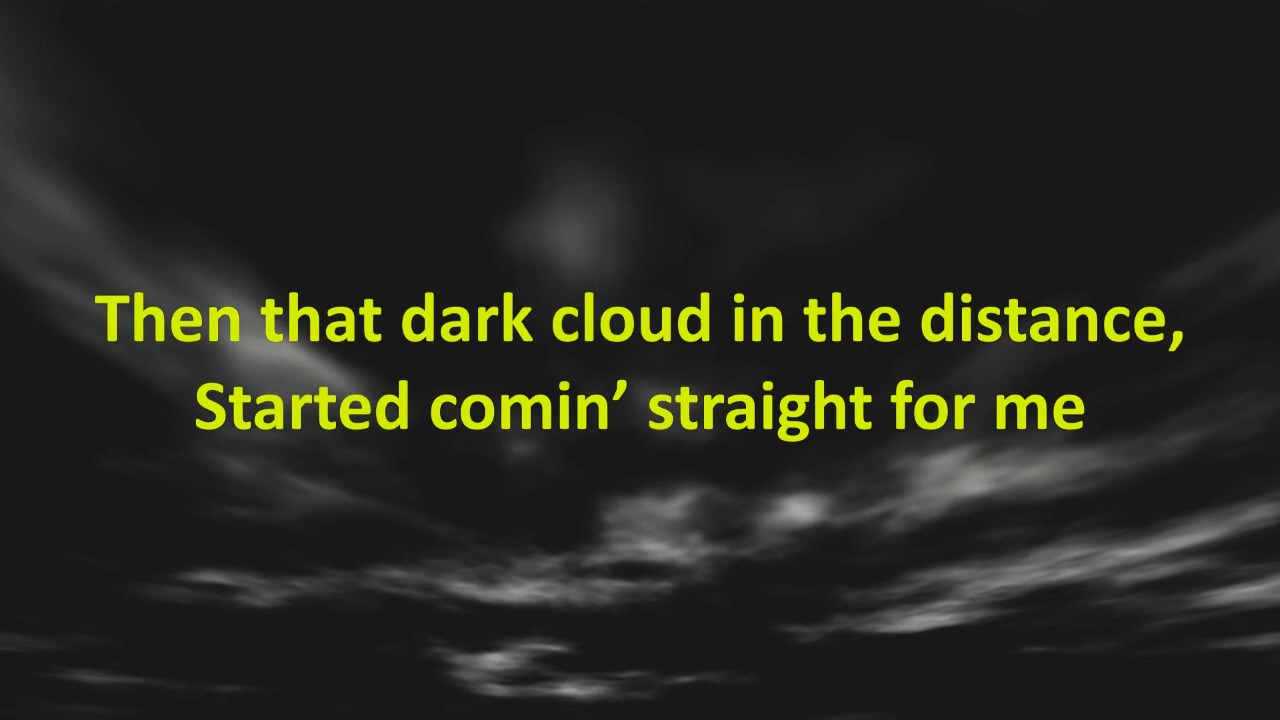 Then that dark cloud in the distance,
Started comin’ straight for me